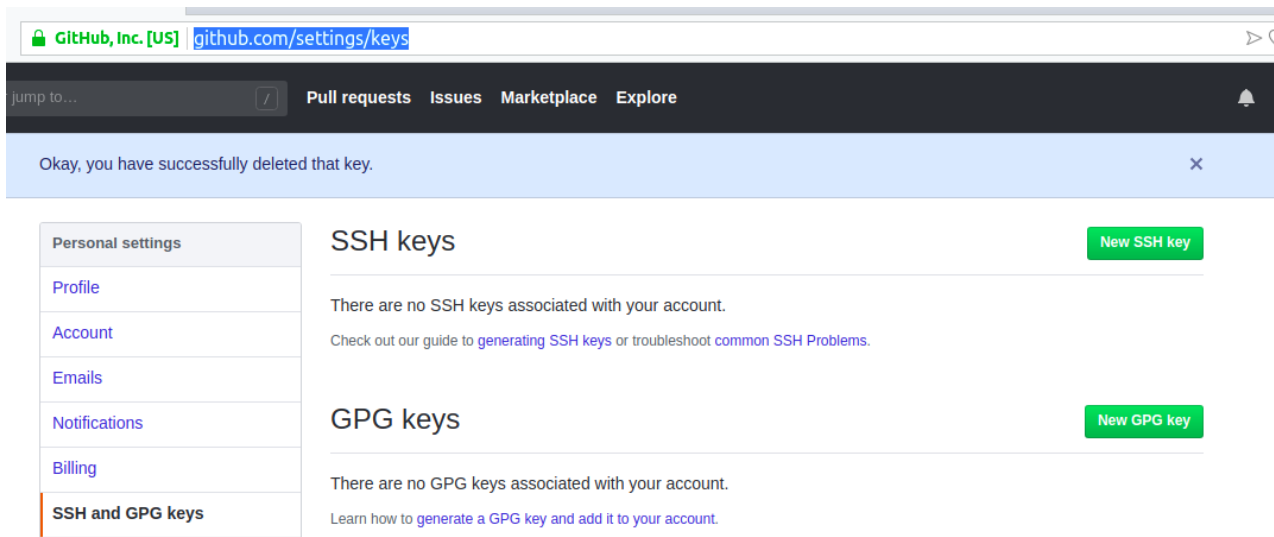 GitHub, Inc. [US] github.com/settings/keys
jump to… / Pull requests Issues Marketplace Explore
Okay, you have successfully deleted that key. ×
Personal settings
Profile
Account
Emails
Notifications
Billing
SSH and GPG keys
SSH keys New SSH key
There are no SSH keys associated with your account.
Check out our guide to generating SSH keys or troubleshoot common SSH Problems.
GPG keys New GPG key
There are no GPG keys associated with your account.
Learn how to generate a GPG key and add it to your account.